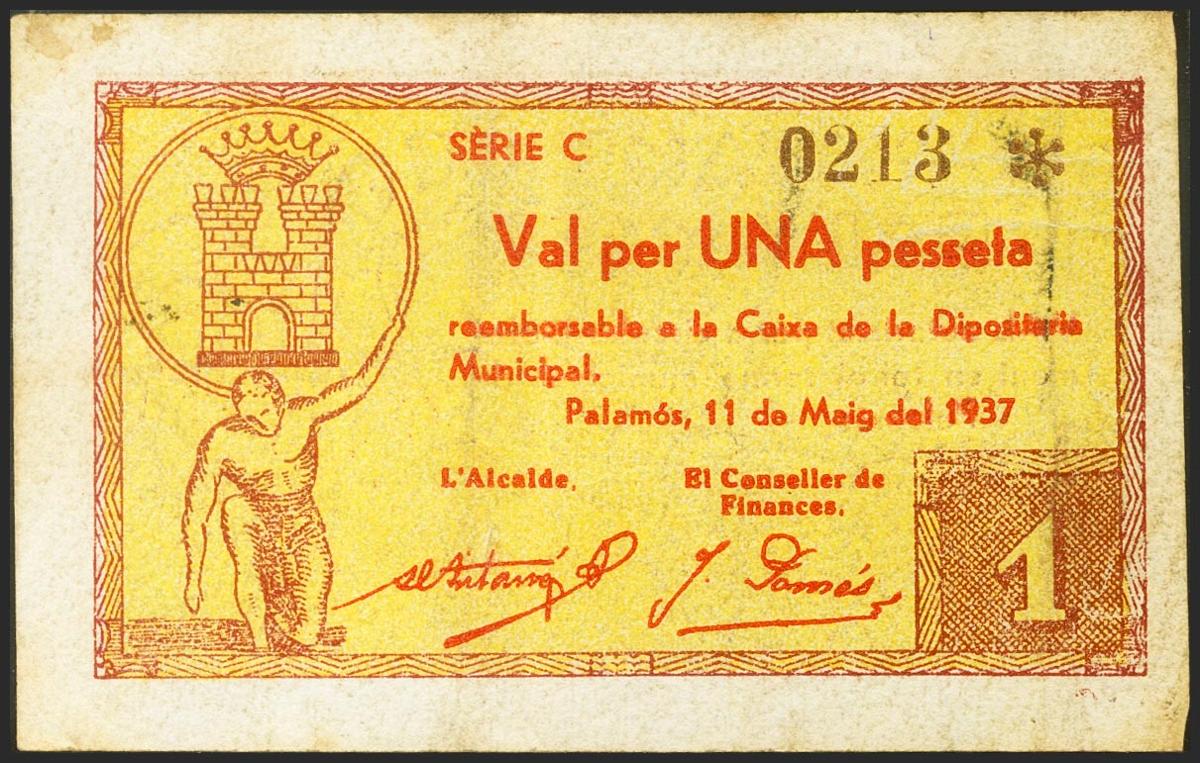 SÈRIE C
0213 *
Val per UNA pesseta
reemborsable a la Caixa de la Dipositaria
Municipal.
Palamós, 11 de Maig del 1937
L'Alcalde,
El Conseller de
Finances,
J. Tomés
1